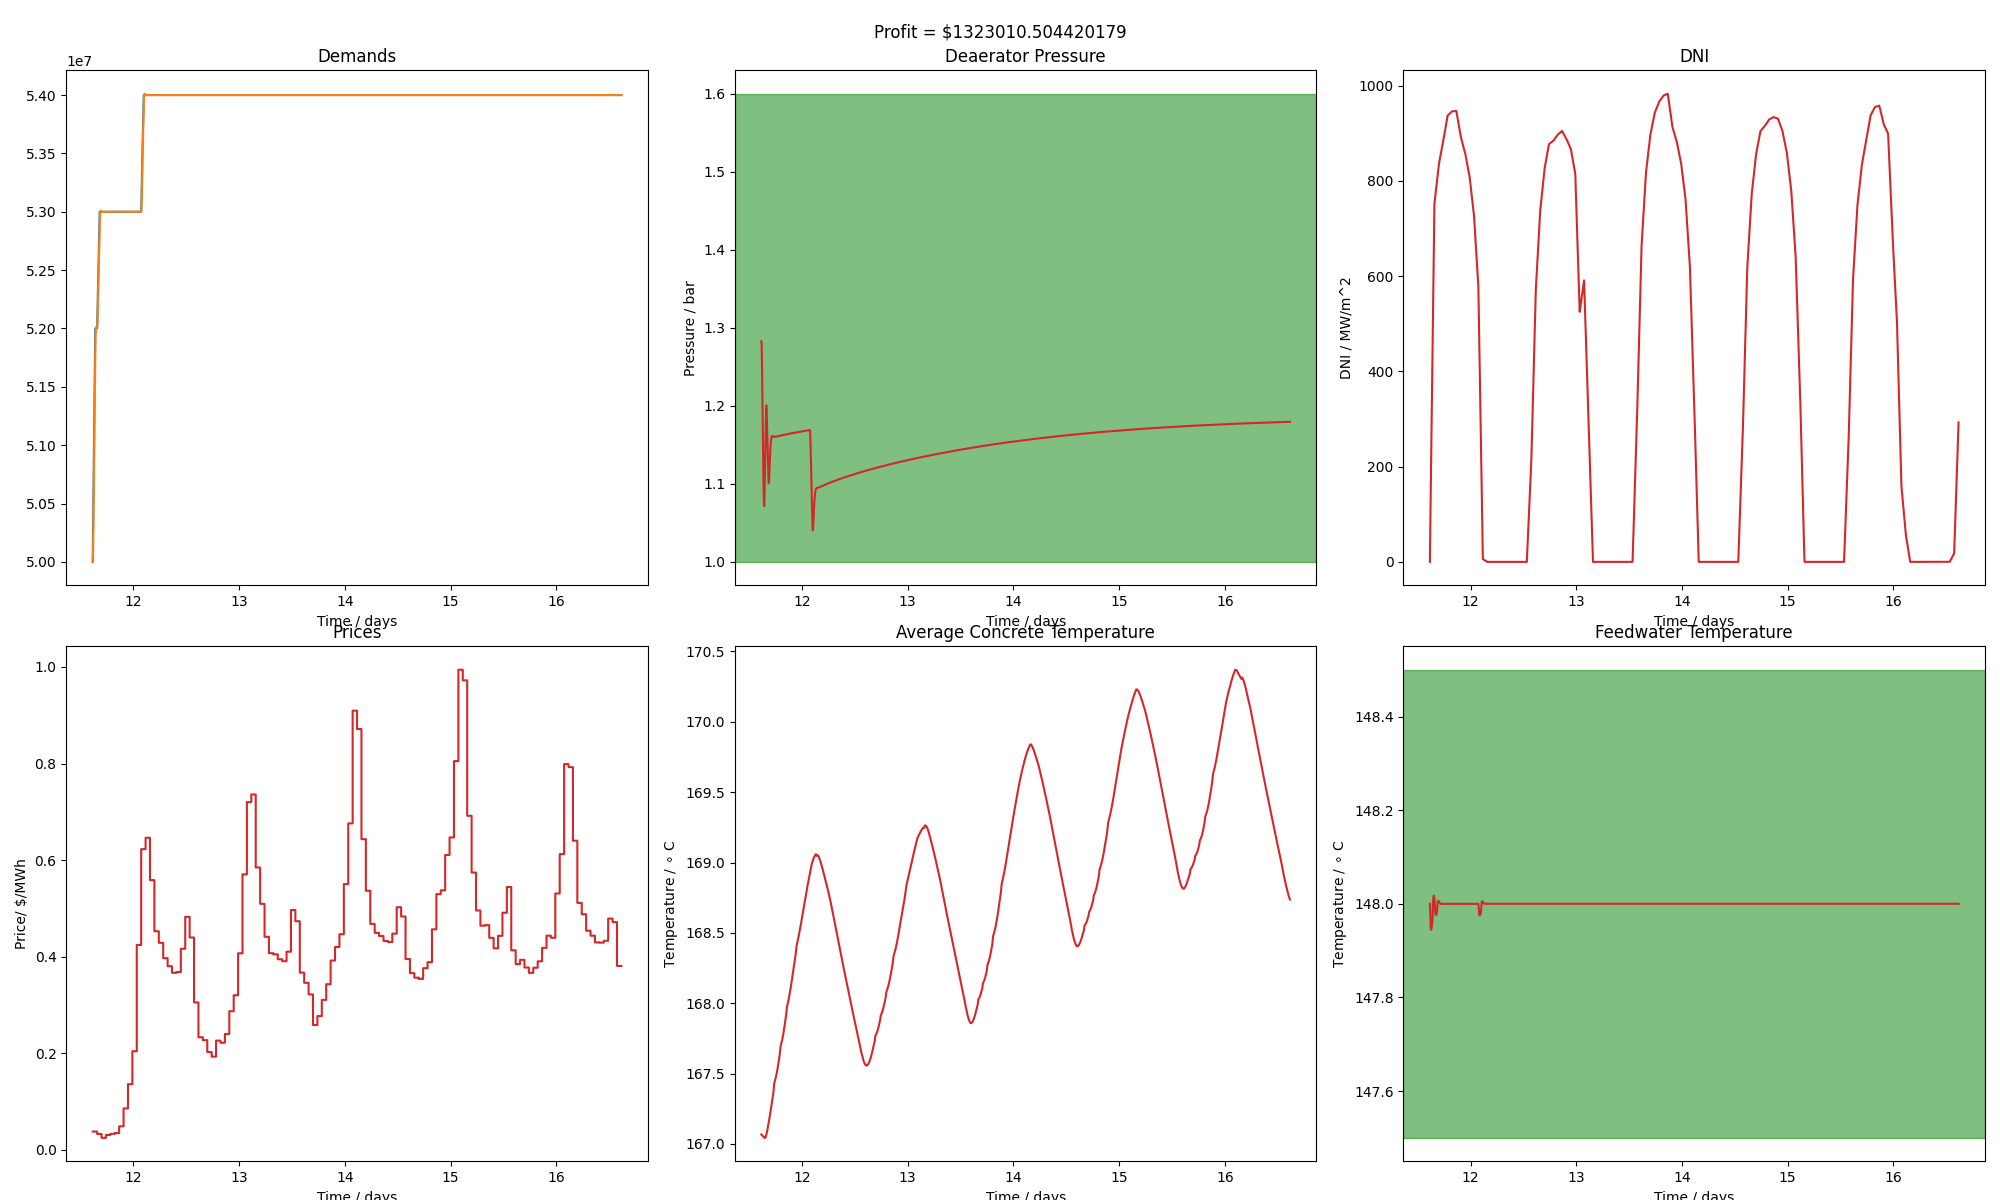 Profit = $1323010.504420179
Demands
1e7
5.40
5.35
5.30
5.25
5.20
5.15
5.10
5.05
5.00
12 13 14 15 16
Time / days
Deaerator Pressure
Pressure / bar
1.6
1.5
1.4
1.3
1.2
1.1
1.0
12 13 14 15 16
Time / days
DNI
DNI / MW/m^2
1000
800
600
400
200
0
12 13 14 15 16
Time / days
Prices
Price/ $/MWh
1.0
0.8
0.6
0.4
0.2
0.0
12 13 14 15 16
Time / days
Average Concrete Temperature
Temperature / ∘ C
170.5
170.0
169.5
169.0
168.5
168.0
167.5
167.0
12 13 14 15 16
Time / days
Feedwater Temperature
Temperature / ∘ C
148.4
148.2
148.0
147.8
147.6
12 13 14 15 16
Time / days